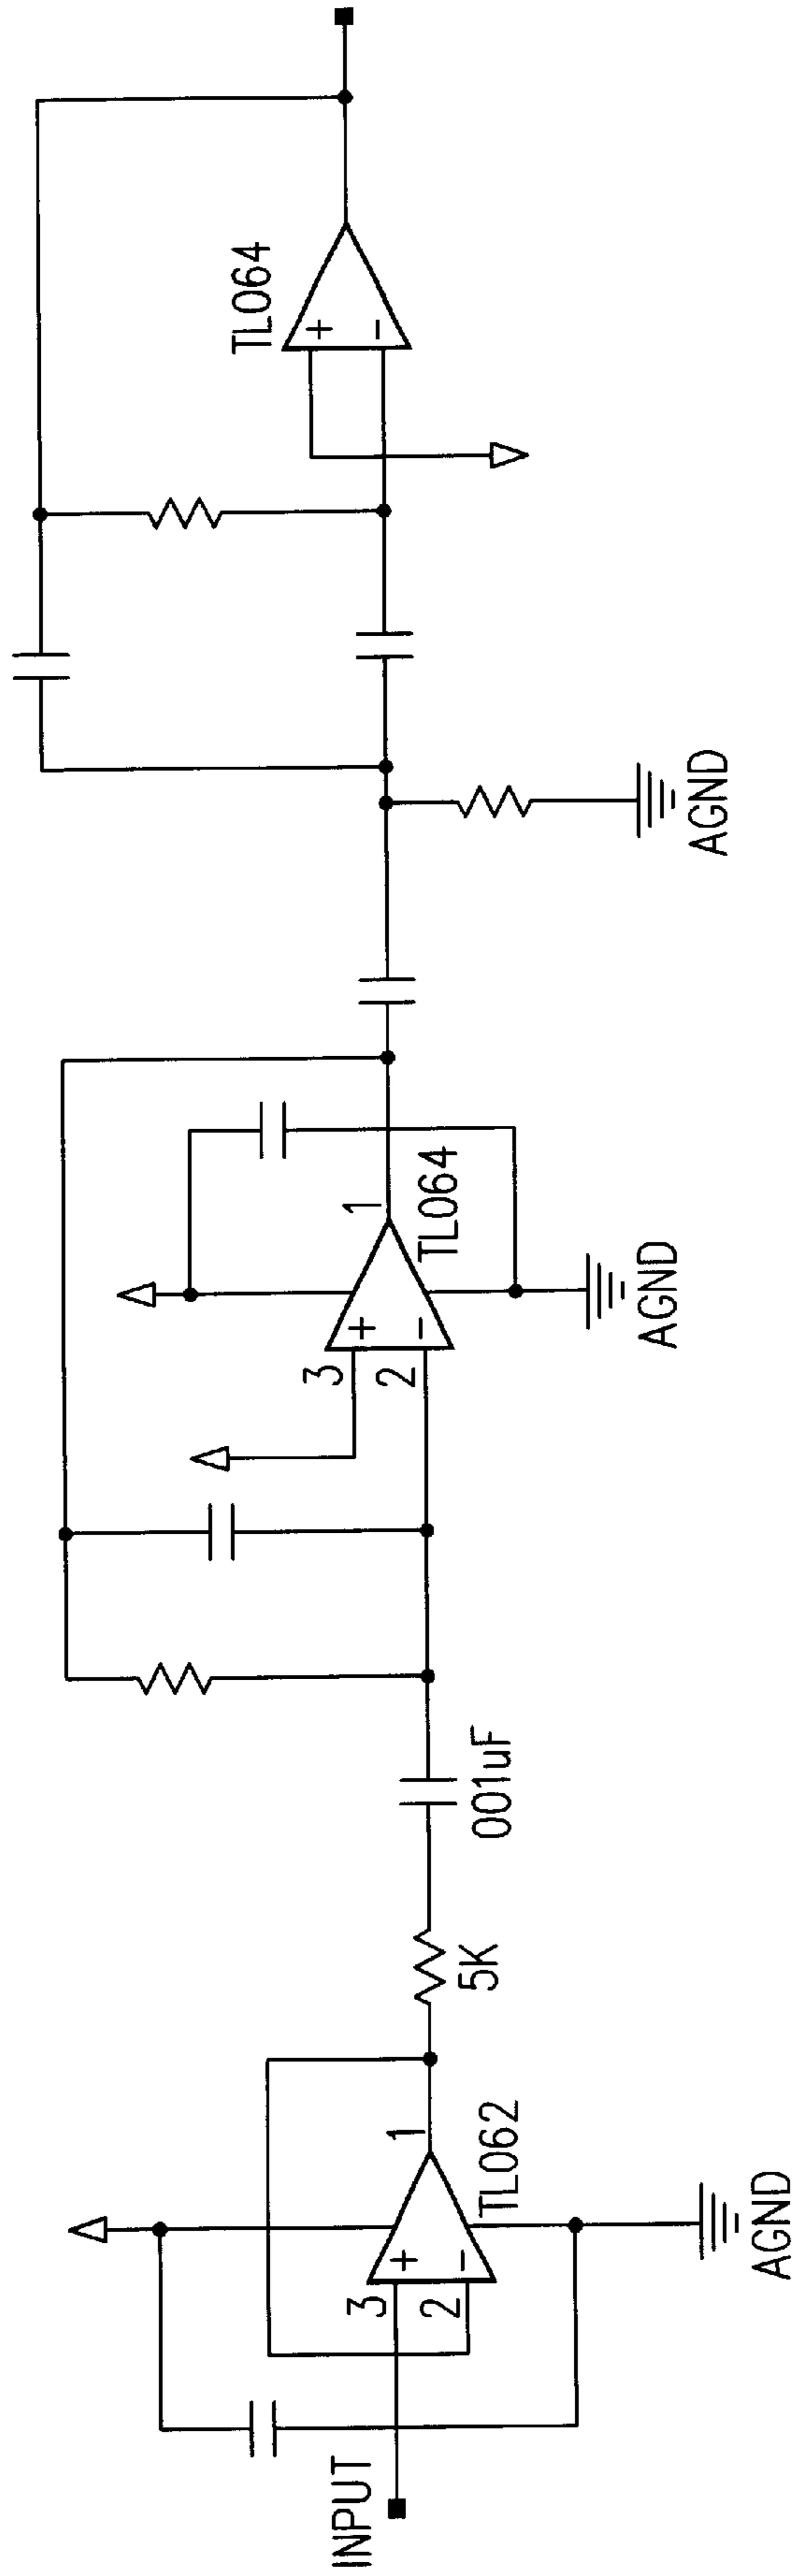 INPUT
3
2
+
−
1
TL062
AGND
5K
001uF
3
2
+
−
1
TL064
AGND
AGND
TL064
+
−